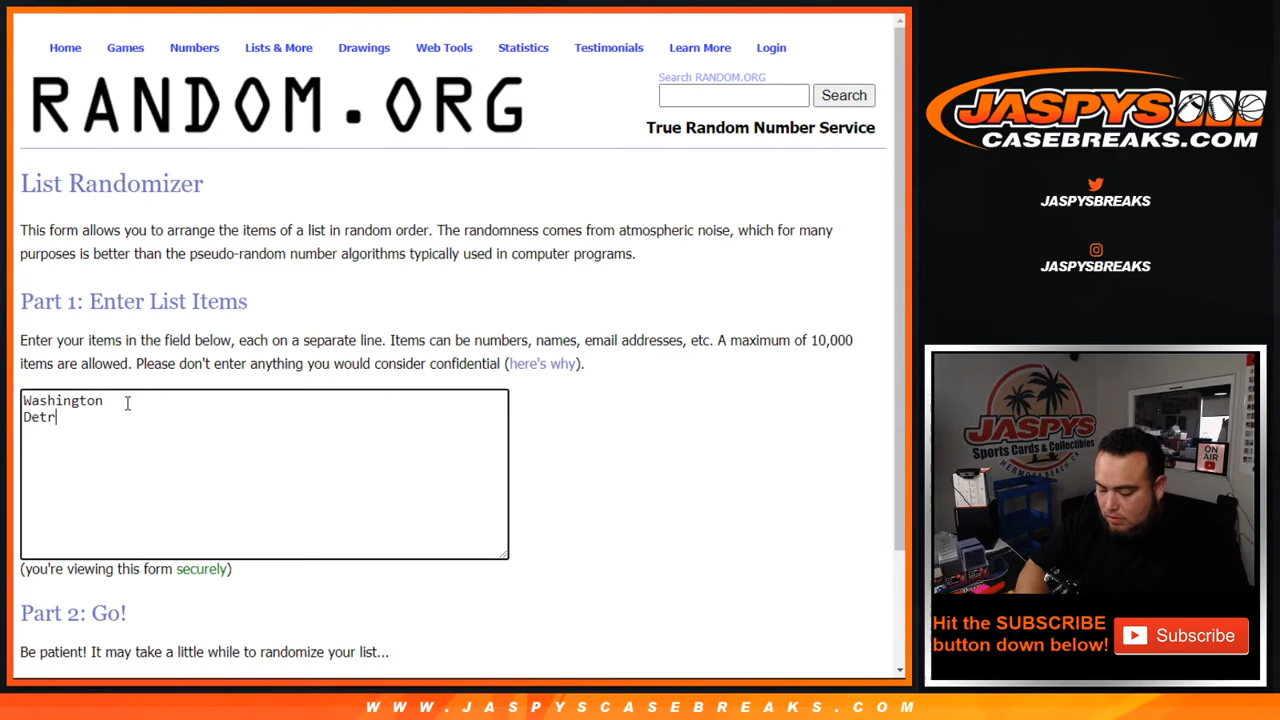 Home Games Numbers Lists & More Drawings Web Tools Statistics Testimonials Learn More Login
RANDOM.ORG
Search RANDOM.ORG
Search
True Random Number Service
List Randomizer
This form allows you to arrange the items of a list in random order. The randomness comes from atmospheric noise, which for many
purposes is better than the pseudo-random number algorithms typically used in computer programs.
Part 1: Enter List Items
Enter your items in the field below, each on a separate line. Items can be numbers, names, email addresses, etc. A maximum of 10,000
items are allowed. Please don't enter anything you would consider confidential (here's why).
Washington
Detr
(you're viewing this form securely)
Part 2: Go!
Be patient! It may take a little while to randomize your list...
JASPYS
CASEBREAKS.COM
JASPYSBREAKS
JASPYSBREAKS
JASPYS
Sports Cards & Collectibles
HERMOSA BEACH, CA
ON
AIR
Hit the SUBSCRIBE
button down below!
Subscribe
WWW.JASPYSCASEBREAKS.COM